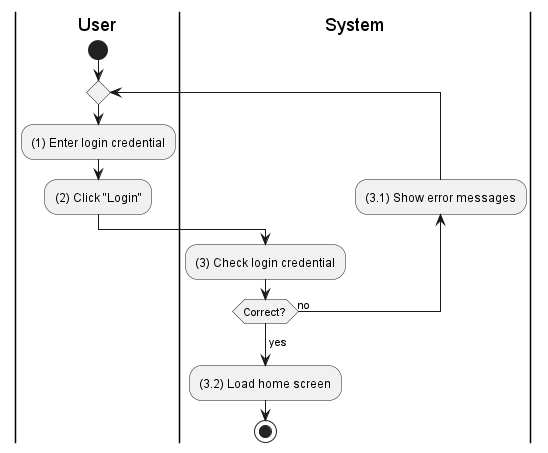 User
System
(1) Enter login credential
(2) Click "Login"
(3.1) Show error messages
(3) Check login credential
Correct?
no
yes
(3.2) Load home screen